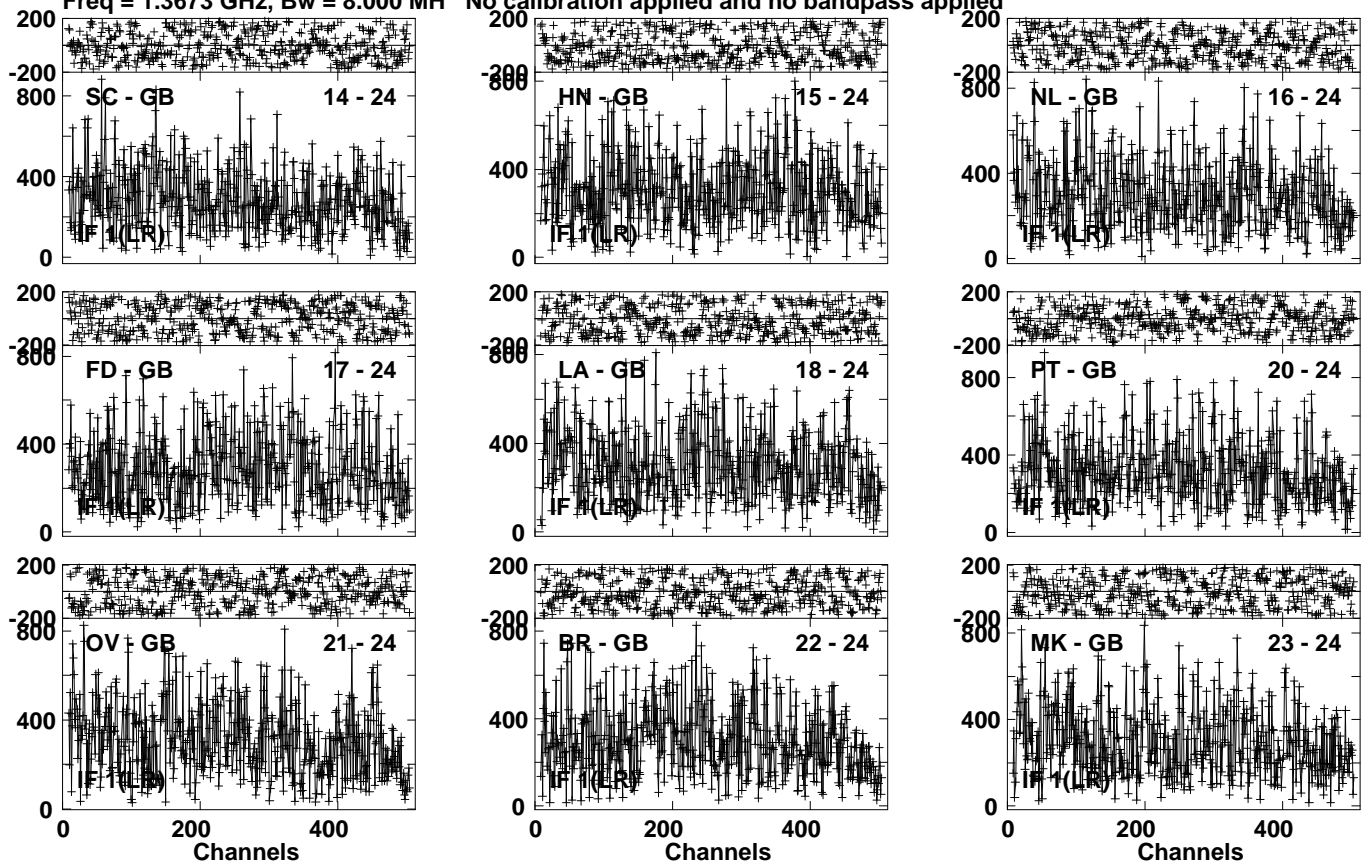 Freq = 1.3673 GHz, Bw = 8.000 MH No calibration applied and no bandpass applied
200
-200
800
400
0
SC - GB 14 - 24
IF 1(LR)
800
400
0
HN - GB 15 - 24
IF 1(LR)
200
-200
800
400
0
NL - GB 16 - 24
IF 1(LR)
200
-200
800
400
0
FD - GB 17 - 24
IF 1(LR)
200
-200
800
400
0
LA - GB 18 - 24
IF 1(LR)
200
-200
800
400
0
PT - GB 20 - 24
IF 1(LR)
200
-200
800
400
0
OV - GB 21 - 24
IF 1(LR)
0 200 400
Channels
200
-200
800
400
0
BR - GB 22 - 24
IF 1(LR)
0 200 400
Channels
200
-200
800
400
0
MK - GB 23 - 24
IF 1(LR)
0 200 400
Channels